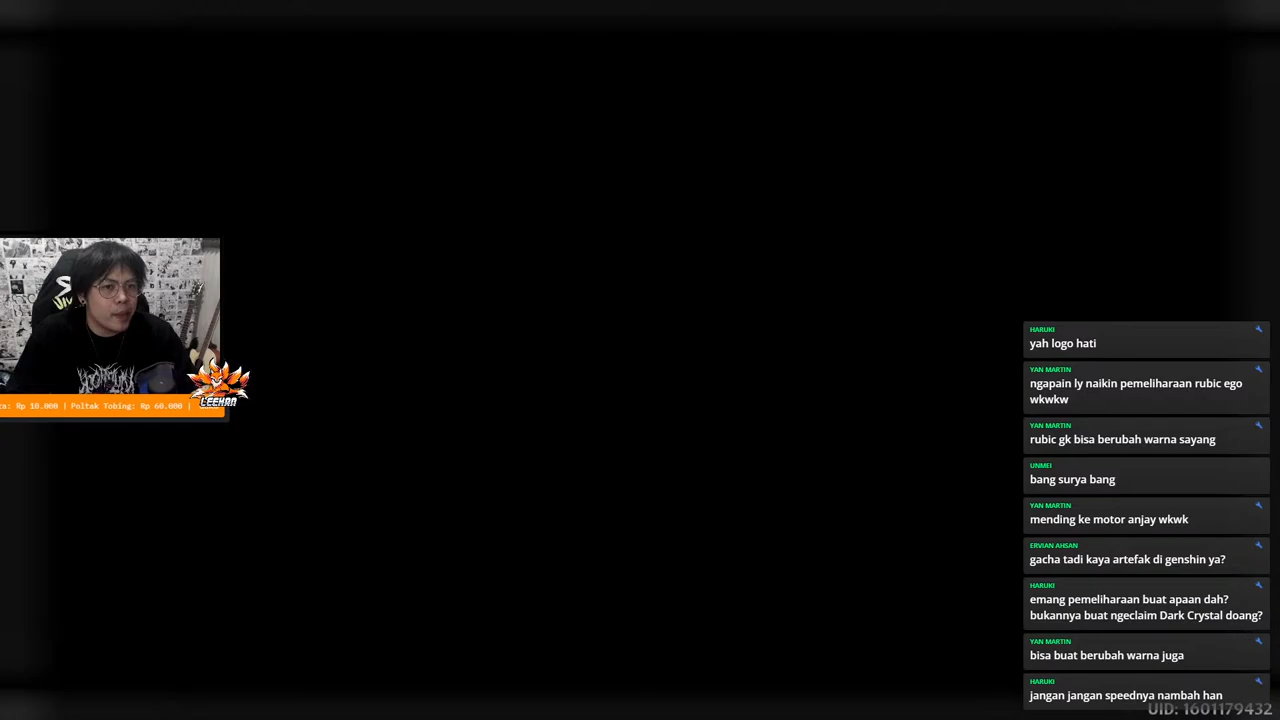 Rp 10.000 | Poltak Tobing: Rp 60.000 |
LEEHAN
HARUKI
yah logo hati
YAN MARTIN
ngapain ly naikin pemeliharaan rubic ego
wkwkw
YAN MARTIN
rubic gk bisa berubah warna sayang
UNMEI
bang surya bang
YAN MARTIN
mending ke motor anjay wkwk
ERVIAN AHSAN
gacha tadi kaya artefak di genshin ya?
HARUKI
emang pemeliharaan buat apaan dah?
bukannya buat ngeclaim Dark Crystal doang?
YAN MARTIN
bisa buat berubah warna juga
HARUKI
jangan jangan speednya nambah han
UID: 1601179432